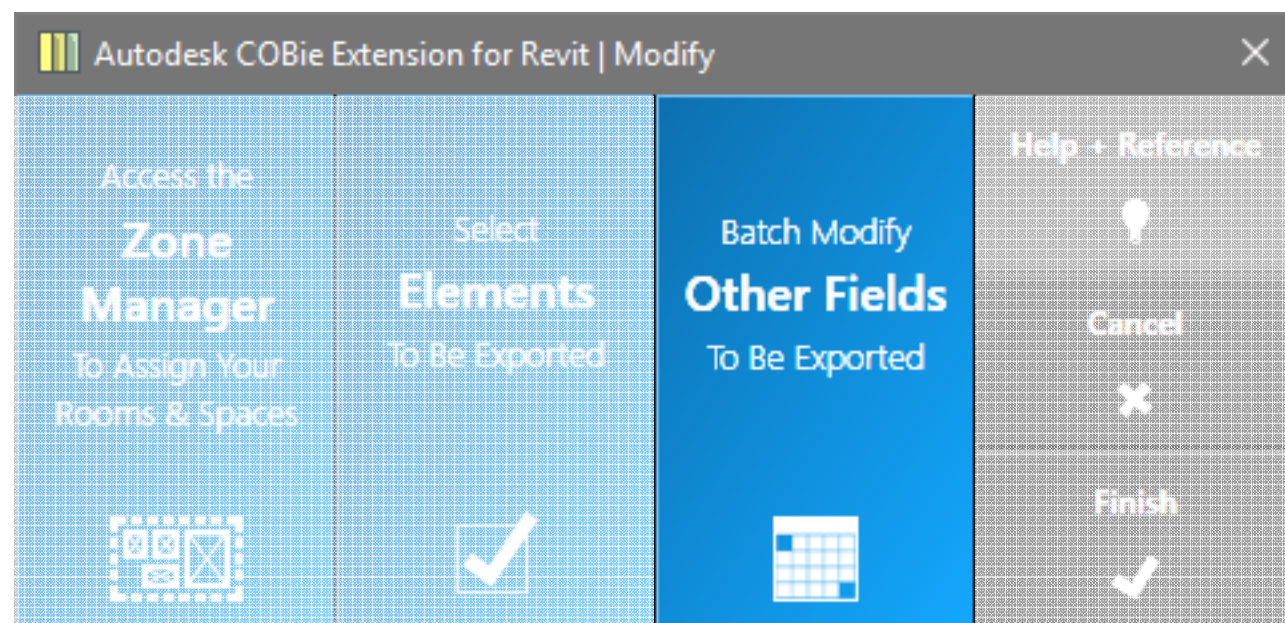 Autodesk COBie Extension for Revit | Modify
Access the
Zone
Manager
To Assign Your
Rooms & Spaces
Select
Elements
To Be Exported
Batch Modify
Other Fields
To Be Exported
Help + Reference
Cancel
Finish